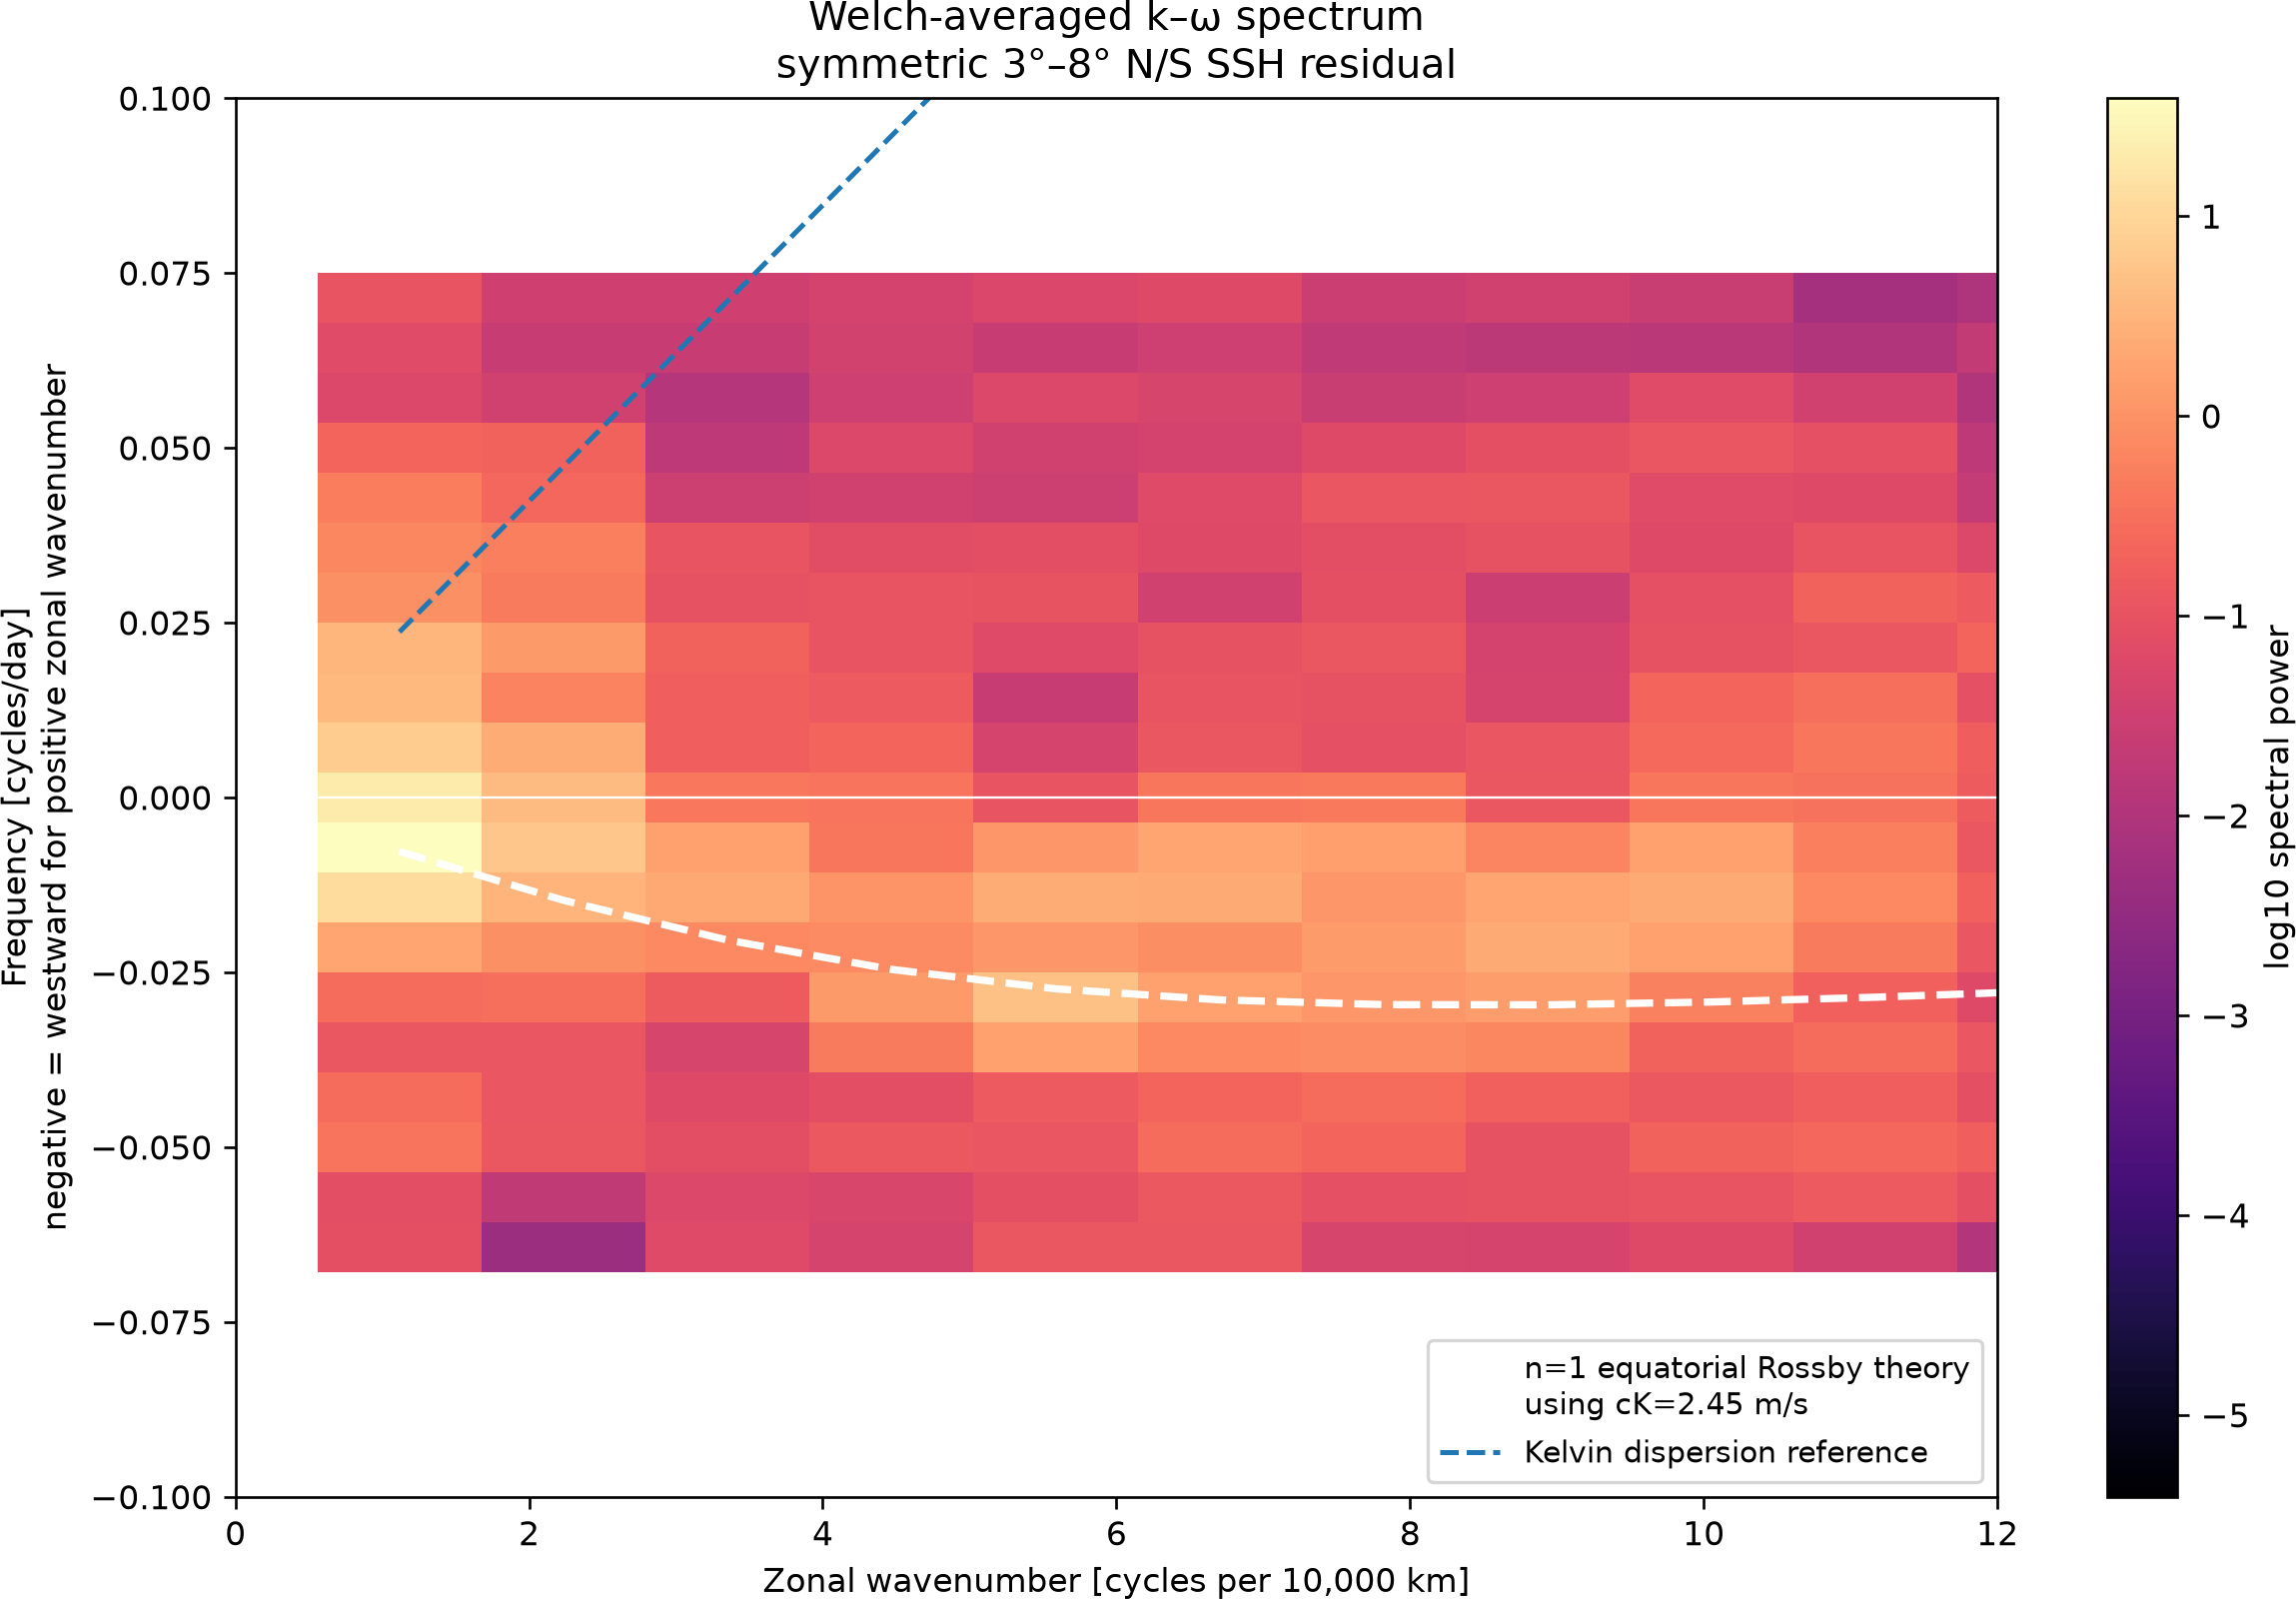 Welch-averaged k–ω spectrum
symmetric 3°–8° N/S SSH residual
Frequency [cycles/day]
negative = westward for positive zonal wavenumber
0.100
0.075
0.050
0.025
0.000
−0.025
−0.050
−0.075
−0.100
0
2
4
6
8
10
12
Zonal wavenumber [cycles per 10,000 km]
n=1 equatorial Rossby theory
using cK=2.45 m/s
Kelvin dispersion reference
1
0
−1
−2
−3
−4
−5
log10 spectral power